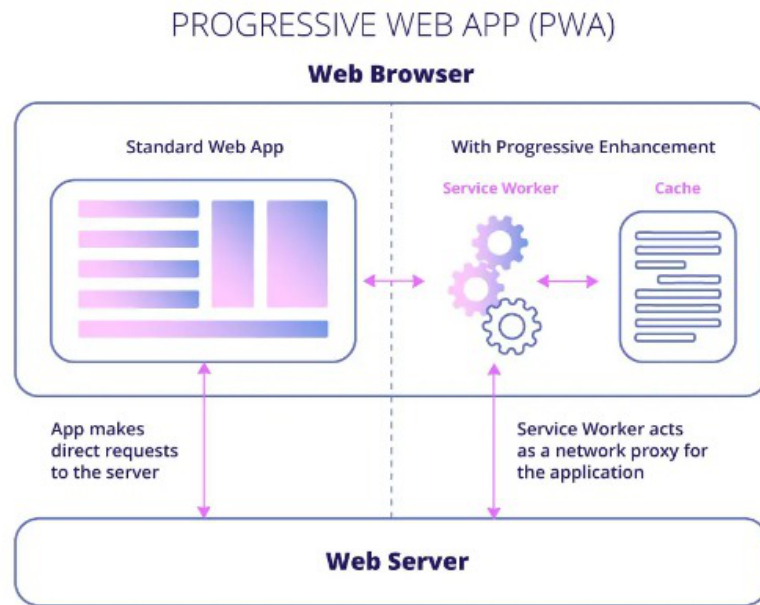 PROGRESSIVE WEB APP (PWA)
Web Browser
Standard Web App
With Progressive Enhancement
Service Worker
Cache
App makes
direct requests
to the server
Service Worker acts
as a network proxy for
the application
Web Server